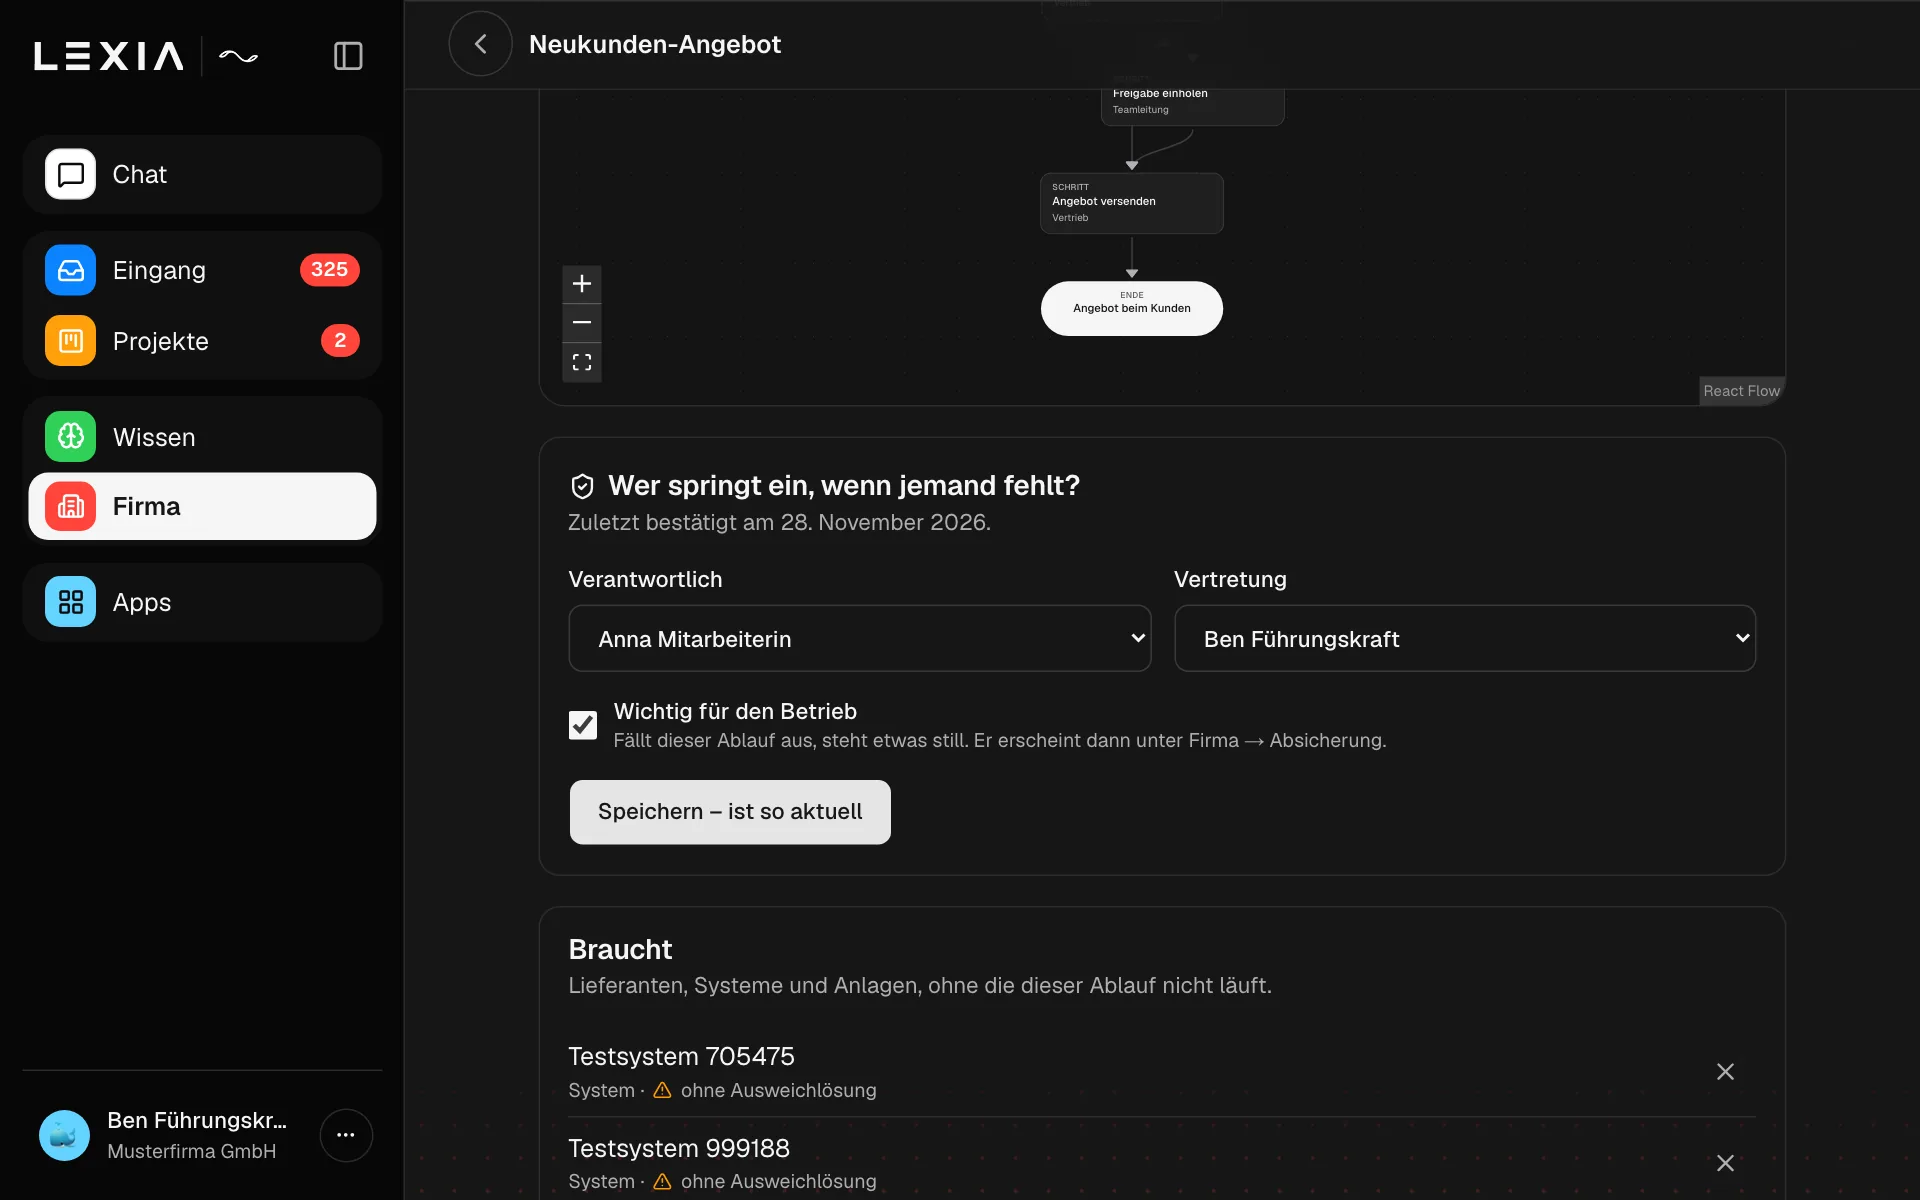 LEXIA
Neukunden-Angebot
Chat
Eingang
325
Projekte
2
Wissen
Firma
Apps
Freigabe einholen
Teamleitung
SCHRITT
Angebot versenden
Vertrieb
ENDE
Angebot beim Kunden
React Flow
Wer springt ein, wenn jemand fehlt?
Zuletzt bestätigt am 28. November 2026.
Verantwortlich
Anna Mitarbeiterin
Vertretung
Ben Führungskraft
Wichtig für den Betrieb
Fällt dieser Ablauf aus, steht etwas still. Er erscheint dann unter Firma → Absicherung.
Speichern – ist so aktuell
Braucht
Lieferanten, Systeme und Anlagen, ohne die dieser Ablauf nicht läuft.
Testsystem 705475
System · ohne Ausweichlösung
Testsystem 999188
System · ohne Ausweichlösung
Ben Führungskr...
Musterfirma GmbH